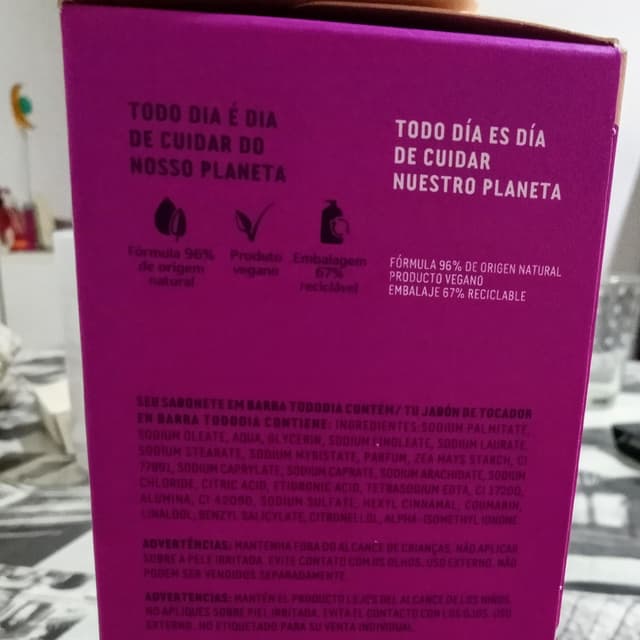 TODO DIA É DIA
DE CUIDAR DO
NOSSO PLANETA
Fórmula 96%
de origem
natural
Produto
vegano
Embalagem
67%
reciclável
TODO DÍA ES DÍA
DE CUIDAR
NUESTRO PLANETA
FÓRMULA 96% DE ORIGEN NATURAL
PRODUCTO VEGANO
EMBALAJE 67% RECICLABLE
SEU SABONETE EM BARRA TODODIA CONTÉM/ TU JABÓN DE TOCADOR
EN BARRA TODODIA CONTIENE: INGREDIENTES: SODIUM PALMITATE,
SODIUM OLEATE, AQUA, GLYCERIN, SODIUM LINOLEATE, SODIUM LAURATE,
SODIUM STEARATE, SODIUM MYRISTATE, PARFUM, ZEA MAYS STARCH, CI
77891, SODIUM CAPRYLATE, SODIUM CAPRATE, SODIUM ARACHIDATE, SODIUM
CHLORIDE, CITRIC ACID, ETIDRONIC ACID, TETRASODIUM EDTA, CI 17200,
ALUMINA, CI 42090, SODIUM SULFATE, HEXYL CINNAMAL, COUMARIN,
LINALOOL, BENZYL SALICYLATE, CITRONELLOL, ALPHA-ISOMETHYL IONONE
ADVERTÊNCIAS: MANTENHA FORA DO ALCANCE DE CRIANÇAS. NÃO APLICAR
SOBRE A PELE IRRITADA. EVITE CONTATO COM OS OLHOS. USO EXTERNO. NÃO
PODEM SER VENDIDOS SEPARADAMENTE.
ADVERTENCIAS: MANTÉN EL PRODUCTO LEJOS DEL ALCANCE DE LOS NIÑOS.
NO APLIQUES SOBRE PIEL IRRITADA. EVITA EL CONTACTO CON LOS OJOS. USO
EXTERNO. NO ETIQUETADO PARA SU VENTA INDIVIDUAL.